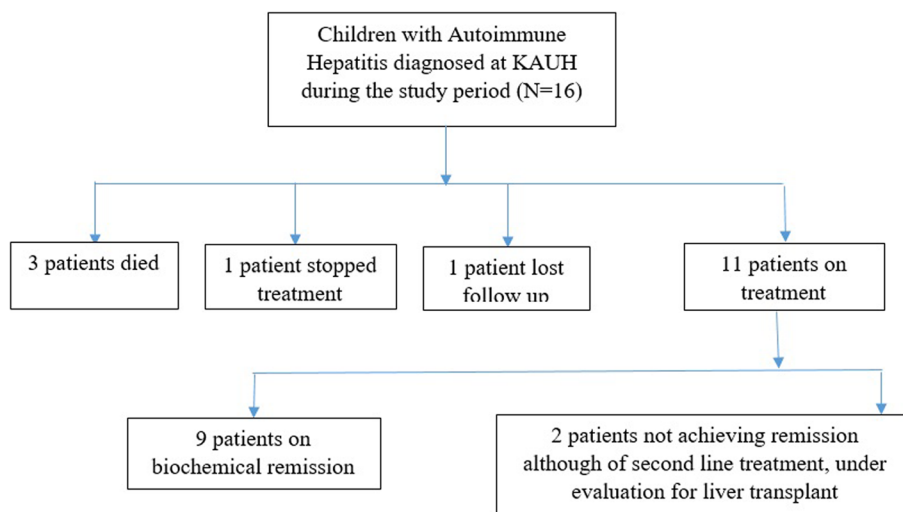 Children with Autoimmune
Hepatitis diagnosed at KAUH
during the study period (N=16)
3 patients died
1 patient stopped
treatment
1 patient lost
follow up
11 patients on
treatment
9 patients on
biochemical remission
2 patients not achieving remission
although of second line treatment, under
evaluation for liver transplant